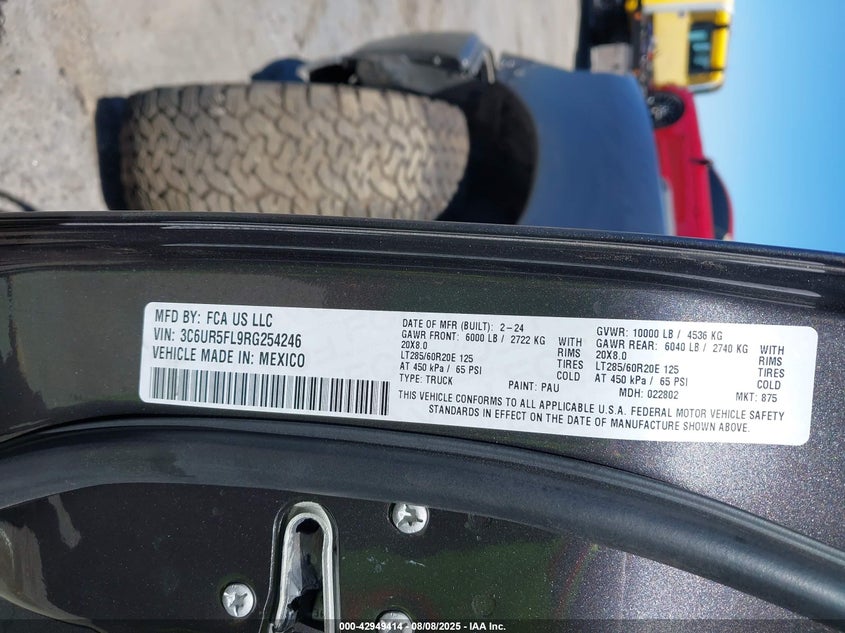 MFD BY: FCA US LLC
VIN: 3C6UR5FL9RG254246
VEHICLE MADE IN: MEXICO
DATE OF MFR (BUILT): 2-24
GAWR FRONT: 6000 LB / 2722 KG WITH
20X8.0 RIMS
LT285/60R20E 125 TIRES
AT 450 kPa / 65 PSI COLD
TYPE: TRUCK PAINT: PAU
GVWR: 10000 LB / 4536 KG
GAWR REAR: 6040 LB / 2740 KG WITH
20X8.0 RIMS
LT285/60R20E 125 TIRES
AT 450 kPa / 65 PSI COLD
MDH: 022802 MKT: 875
THIS VEHICLE CONFORMS TO ALL APPLICABLE U.S.A. FEDERAL MOTOR VEHICLE SAFETY
STANDARDS IN EFFECT ON THE DATE OF MANUFACTURE SHOWN ABOVE.
000-42949414 - 08/08/2025 - IAA Inc.